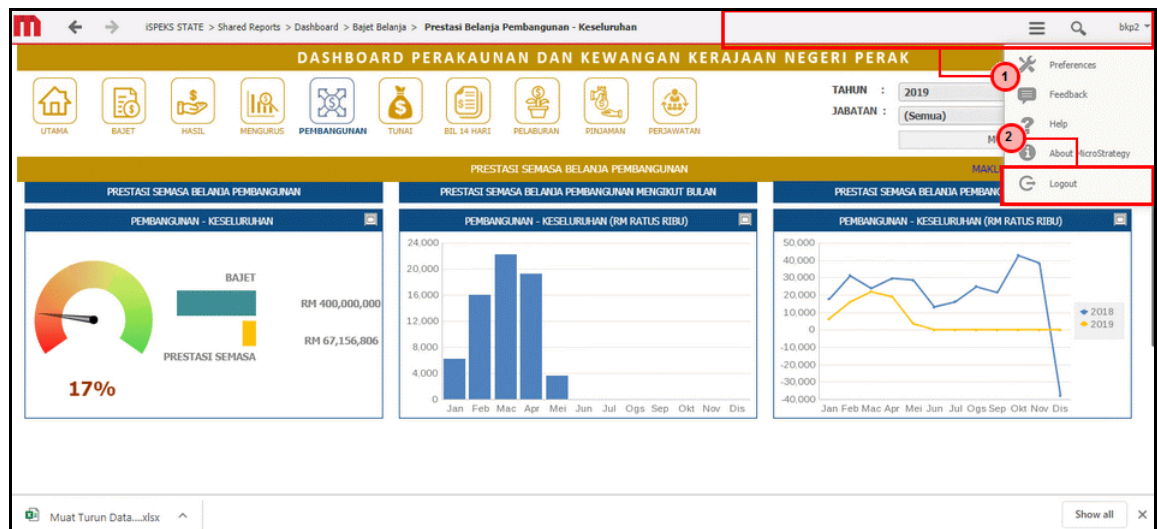 iSPEKS STATE > Shared Reports > Dashboard > Bajet Belanja > Prestasi Belanja Pembangunan - Keseluruhan
bkp2
DASHBOARD PERAKAUNAN DAN KEWANGAN KERAJAAN NEGERI PERAK
1
Preferences
Feedback
Help
2
About MicroStrategy
Logout
UTAMA
BAJET
HASIL
MENGURUS
PEMBANGUNAN
TUNAI
BIL 14 HARI
PELABURAN
PINJAMAN
PERJAWATAN
TAHUN : 2019
JABATAN : (Semua)
M
PRESTASI SEMASA BELANJA PEMBANGUNAN
MAKL
PRESTASI SEMASA BELANJA PEMBANGUNAN
PEMBANGUNAN - KESELURUHAN
BAJET
RM 400,000,000
RM 67,156,806
PRESTASI SEMASA
17%
PRESTASI SEMASA BELANJA PEMBANGUNAN MENGIKUT BULAN
PEMBANGUNAN - KESELURUHAN (RM RATUS RIBU)
24,000
20,000
16,000
12,000
8,000
4,000
0
Jan Feb Mac Apr Mei Jun Jul Ogs Sep Okt Nov Dis
PRESTASI SEMASA BELANJA PEMBANG
PEMBANGUNAN - KESELURUHAN (RM RATUS RIBU)
50,000
40,000
30,000
20,000
10,000
0
-10,000
-20,000
-30,000
-40,000
Jan Feb Mac Apr Mei Jun Jul Ogs Sep Okt Nov Dis
2018
2019
Muat Turun Data....xlsx
Show all